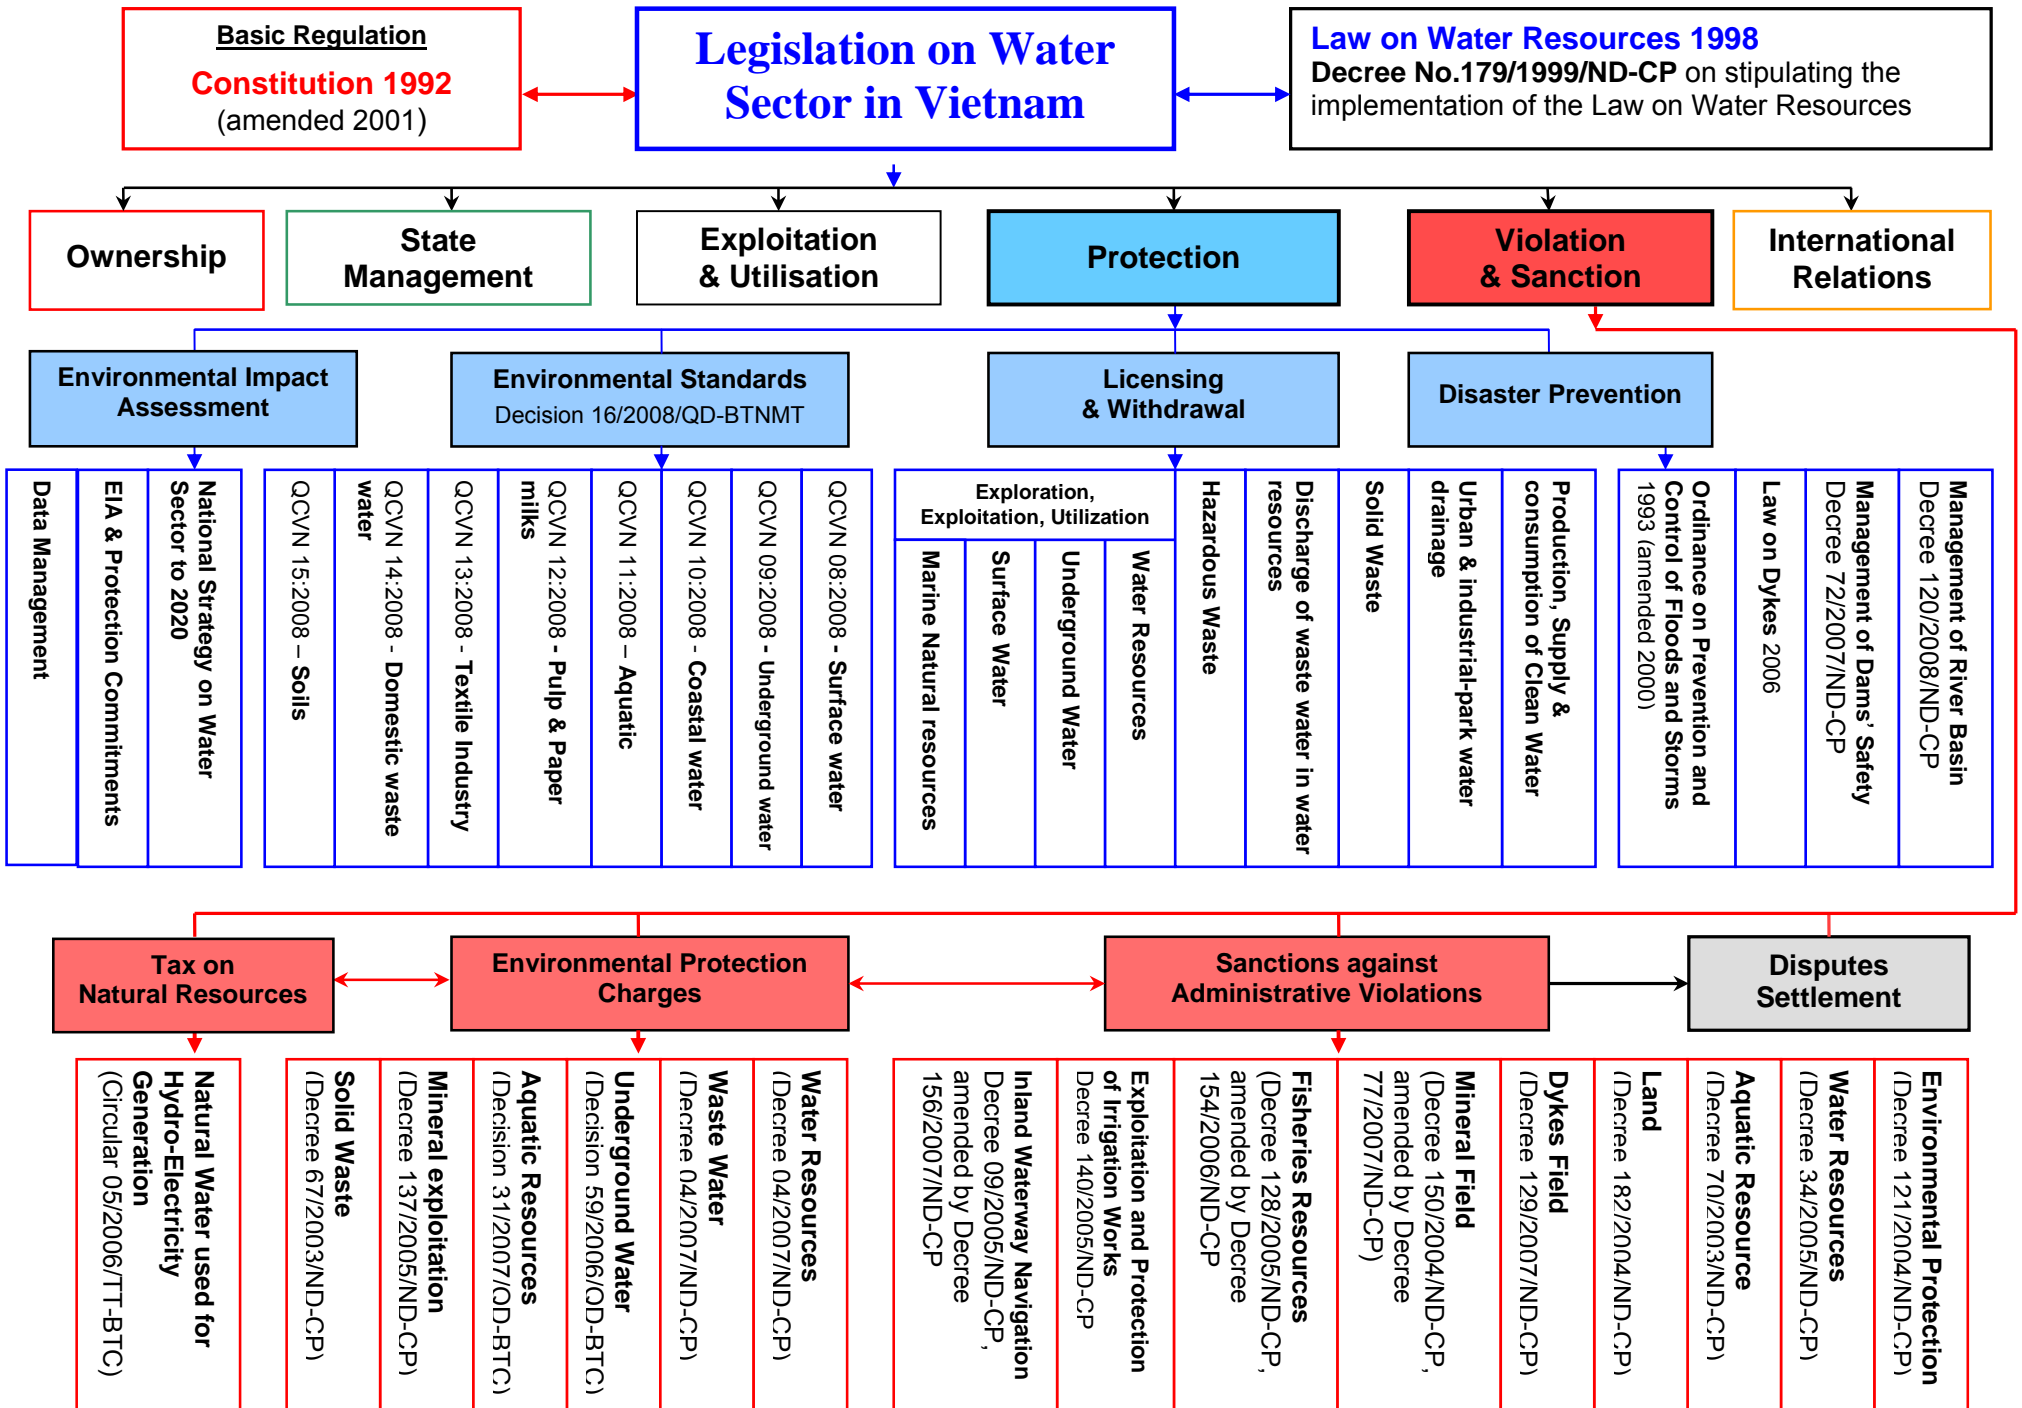 Basic Regulation
Constitution 1992
(amended 2001)
Legislation on Water
Sector in Vietnam
Law on Water Resources 1998
Decree No.179/1999/ND-CP on stipulating the
implementation of the Law on Water Resources
Ownership
State
Management
Exploitation
& Utilisation
Protection
Violation
& Sanction
International
Relations
Environmental Impact
Assessment
Environmental Standards
Decision 16/2008/QD-BTNMT
Licensing
& Withdrawal
Disaster Prevention
Data Management
EIA & Protection Commitments
National Strategy on Water
Sector to 2020
QCVN 15:2008 – Soils
QCVN 14:2008 - Domestic waste
water
QCVN 13:2008 - Textile Industry
QCVN 12:2008 - Pulp & Paper
milks
QCVN 11:2008 – Aquatic
QCVN 10:2008 - Coastal water
QCVN 09:2008 - Underground water
QCVN 08:2008 - Surface water
Exploration,
Exploitation, Utilization
Marine Natural resources
Surface Water
Underground Water
Water Resources
Hazardous Waste
Discharge of waste water in water
resources
Solid Waste
Urban & industrial-park water
drainage
Production, Supply &
consumption of Clean Water
Ordinance on Prevention and
Control of Floods and Storms
1993 (amended 2000)
Law on Dykes 2006
Management of Dams’ Safety
Decree 72/2007/ND-CP
Management of River Basin
Decree 120/2008/ND-CP
Tax on
Natural Resources
Environmental Protection
Charges
Sanctions against
Administrative Violations
Disputes
Settlement
Natural Water used for
Hydro-Electricity
Generation
(Circular 05/2006/TT-BTC)
Solid Waste
(Decree 67/2003/ND-CP)
Mineral exploitation
(Decree 137/2005/ND-CP)
Aquatic Resources
(Decision 31/2007/QD-BTC)
Underground Water
(Decision 59/2006/QD-BTC)
Waste Water
(Decree 04/2007/ND-CP)
Water Resources
(Decree 04/2007/ND-CP)
Inland Waterway Navigation
Decree 09/2005/ND-CP,
amended by Decree
156/2007/ND-CP
Exploitation and Protection
of Irrigation Works
Decree 140/2005/ND-CP
Fisheries Resources
(Decree 128/2005/ND-CP,
amended by Decree
154/2006/ND-CP
Mineral Field
(Decree 150/2004/ND-CP,
amended by Decree
77/2007/ND-CP)
Dykes Field
(Decree 129/2007/ND-CP)
Land
(Decree 182/2004/ND-CP)
Aquatic Resource
(Decree 70/2003/ND-CP)
Water Resources
(Decree 34/2005/ND-CP)
Environmental Protection
(Decree 121/2004/ND-CP)